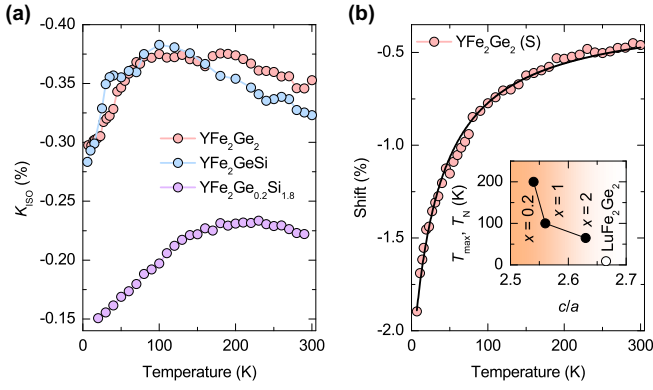 (a)
-0.40
-0.35
-0.30
-0.25
-0.20
-0.15
K_ISO (%)
YFe₂Ge₂
YFe₂GeSi
YFe₂Ge₀.₂Si₁.₈
0
100
200
300
Temperature (K)
(b)
YFe₂Ge₂ (S)
-0.5
-1.0
-1.5
-2.0
Shift (%)
0
100
200
300
Temperature (K)
T_max, T_N (K)
200
100
0
x = 0.2
x = 1
x = 2
LuFe₂Ge₂
2.5
2.6
2.7
c/a